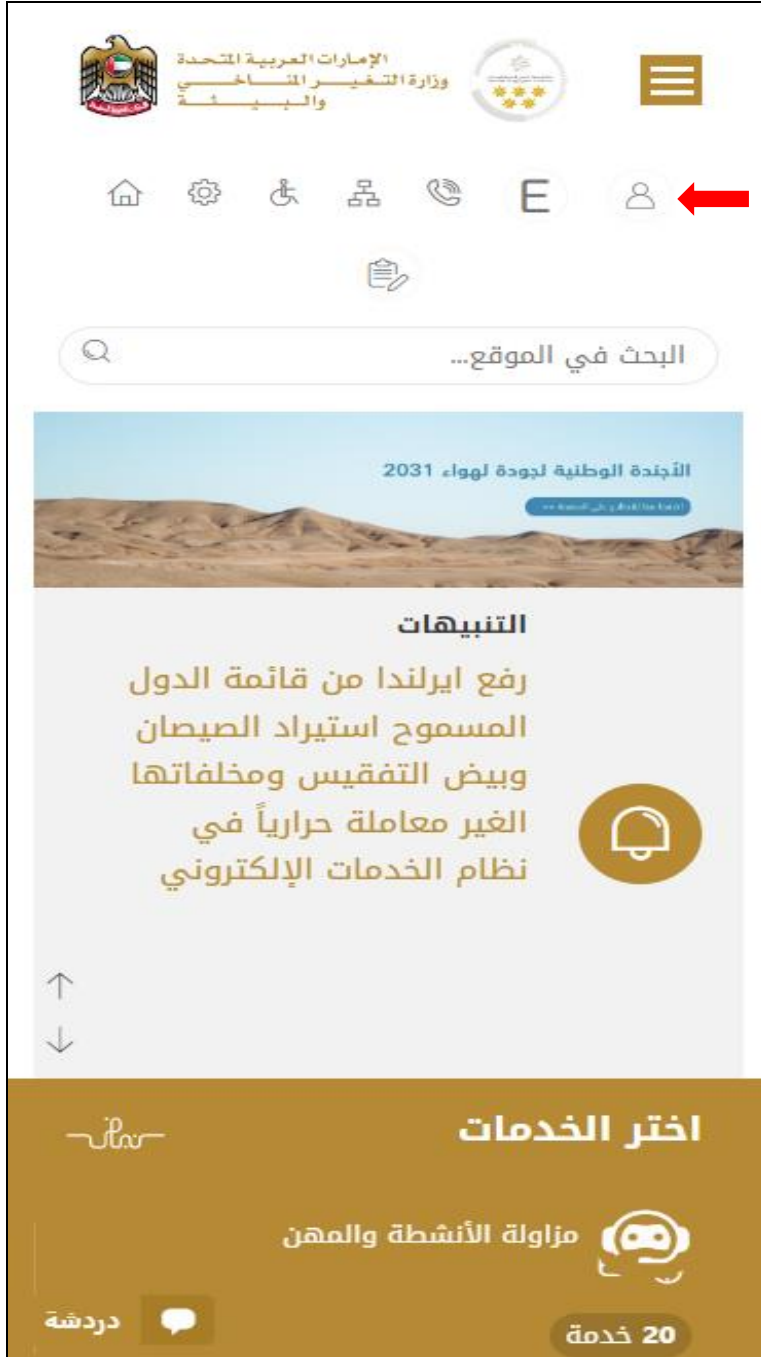 الإمارات العربية المتحدة
وزارة التغيير المناخي
والبيئة
E
البحث في الموقع...
الأجندة الوطنية لجودة لهواء 2031
التنبيهات
رفع ايرلندا من قائمة الدول
المسموح استيراد الصيصان
وبيض التفقيس ومخلفاتها
الغير معاملة حرارياً في
نظام الخدمات الإلكتروني
اختر الخدمات
مزاولة الأنشطة والمهن
20 خدمة
دردشة